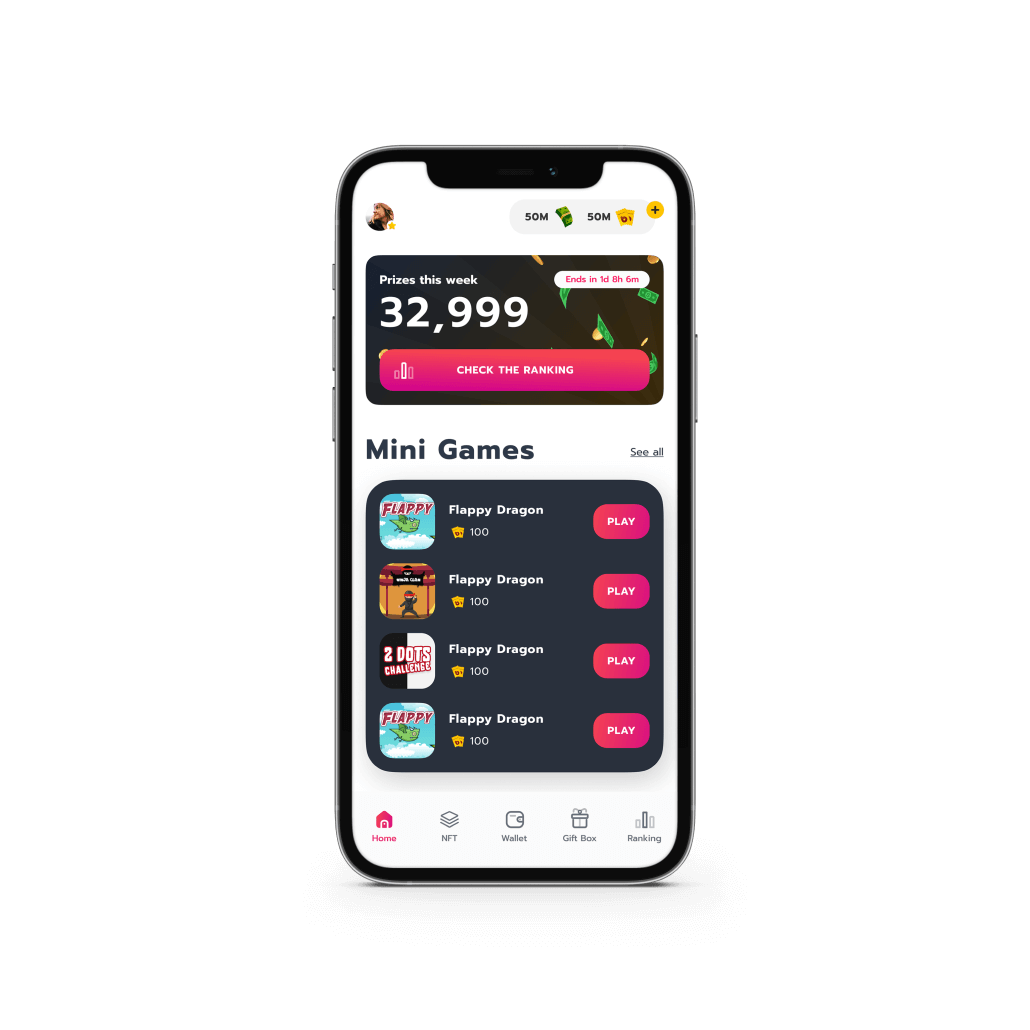 50M 50M +
Prizes this week
Ends in 1d 8h 6m
32,999
CHECK THE RANKING
Mini Games
See all
FLAPPY
Flappy Dragon
100
PLAY
NINJA CLAN
Flappy Dragon
100
PLAY
2 DOTS
CHALLENGE
Flappy Dragon
100
PLAY
FLAPPY
Flappy Dragon
100
PLAY
Home NFT Wallet Gift Box Ranking